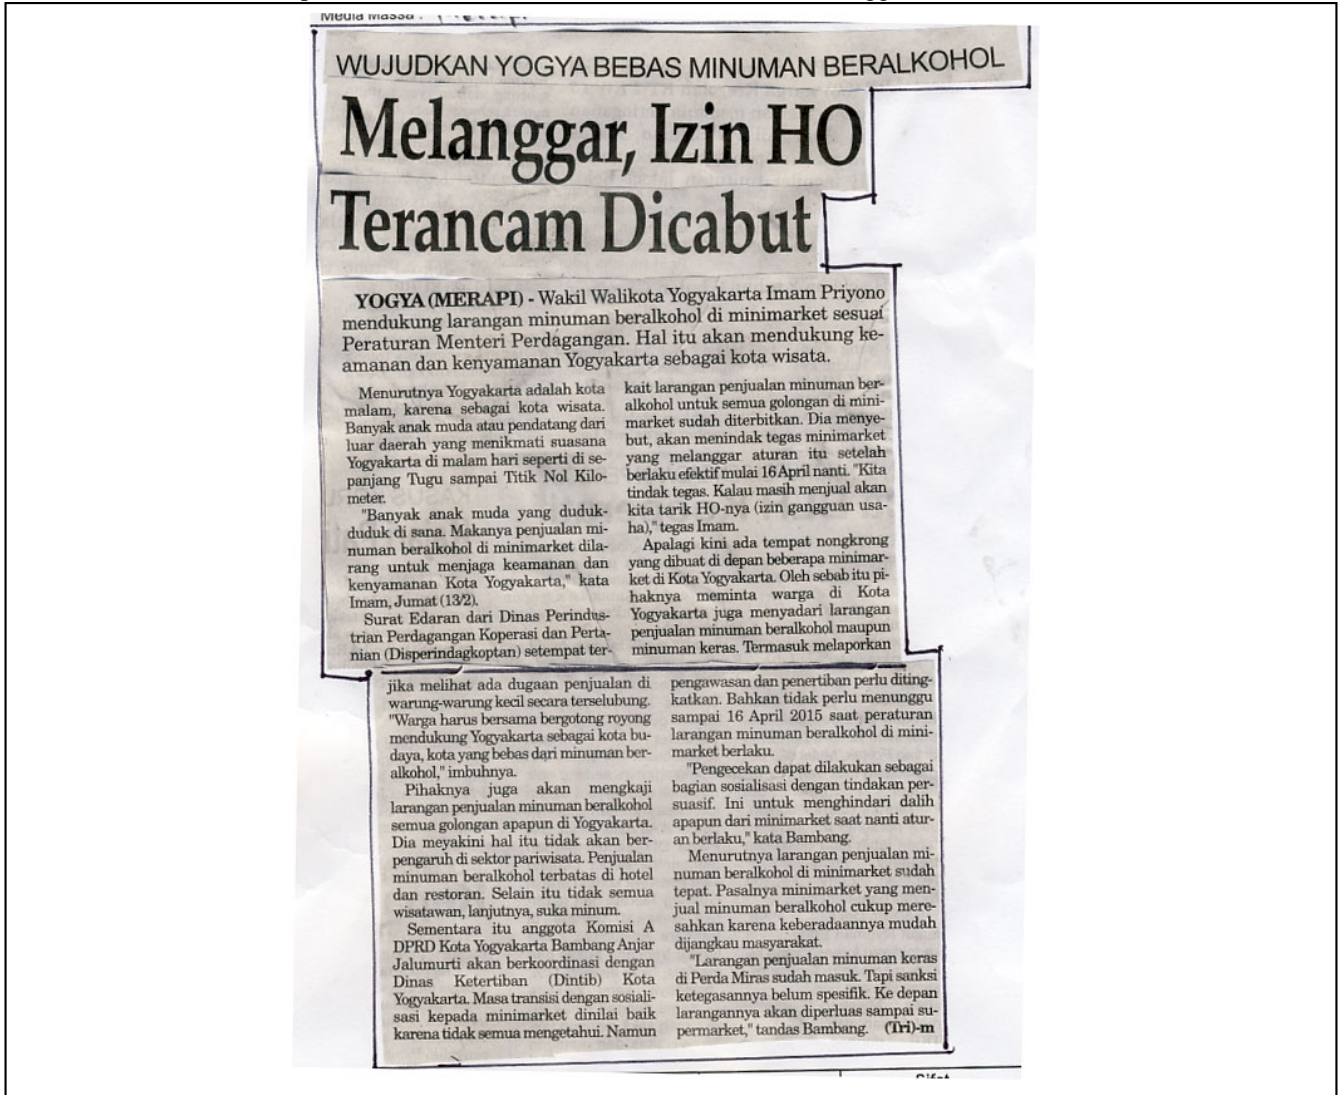 Media Massa :
WUJUDKAN YOGYA BEBAS MINUMAN BERALKOHOL
Melanggar, Izin HO
Terancam Dicabut
YOGYA (MERAPI) - Wakil Walikota Yogyakarta Imam Priyono
mendukung larangan minuman beralkohol di minimarket sesuai
Peraturan Menteri Perdagangan. Hal itu akan mendukung ke-
amanan dan kenyamanan Yogyakarta sebagai kota wisata.
Menurutnya Yogyakarta adalah kota
malam, karena sebagai kota wisata.
Banyak anak muda atau pendatang dari
luar daerah yang menikmati suasana
Yogyakarta di malam hari seperti di se-
panjang Tugu sampai Titik Nol Kilo-
meter.
"Banyak anak muda yang duduk-
duduk di sana. Makanya penjualan mi-
numan beralkohol di minimarket dila-
rang untuk menjaga keamanan dan
kenyamanan Kota Yogyakarta," kata
Imam, Jumat (13/2).
Surat Edaran dari Dinas Perindus-
trian Perdagangan Koperasi dan Perta-
nian (Disperindagkoptan) setempat ter-
kait larangan penjualan minuman ber-
alkohol untuk semua golongan di mini-
market sudah diterbitkan. Dia menye-
but, akan menindak tegas minimarket
yang melanggar aturan itu setelah
berlaku efektif mulai 16 April nanti. "Kita
tindak tegas. Kalau masih menjual akan
kita tarik HO-nya (izin gangguan usa-
ha)," tegas Imam.
Apalagi kini ada tempat nongkrong
yang dibuat di depan beberapa minimar-
ket di Kota Yogyakarta. Oleh sebab itu pi-
haknya meminta warga di Kota
Yogyakarta juga menyadari larangan
penjualan minuman beralkohol maupun
minuman keras. Termasuk melaporkan
jika melihat ada dugaan penjualan di
warung-warung kecil secara terselubung.
"Warga harus bersama bergotong royong
mendukung Yogyakarta sebagai kota bu-
daya, kota yang bebas dari minuman ber-
alkohol," imbuhnya.
Pihaknya juga akan mengkaji
larangan penjualan minuman beralkohol
semua golongan apapun di Yogyakarta.
Dia meyakini hal itu tidak akan ber-
pengaruh di sektor pariwisata. Penjualan
minuman beralkohol terbatas di hotel
dan restoran. Selain itu tidak semua
wisatawan, lanjutnya, suka minum.
Sementara itu anggota Komisi A
DPRD Kota Yogyakarta Bambang Anjar
Jalumurti akan berkoordinasi dengan
Dinas Ketertiban (Dintib) Kota
Yogyakarta. Masa transisi dengan sosiali-
sasi kepada minimarket dinilai baik
karena tidak semua mengetahui. Namun
pengawasan dan penertiban perlu diting-
katkan. Bahkan tidak perlu menunggu
sampai 16 April 2015 saat peraturan
larangan minuman beralkohol di mini-
market berlaku.
"Pengecekan dapat dilakukan sebagai
bagian sosialisasi dengan tindakan per-
suasif. Ini untuk menghindari dalih
apapun dari minimarket saat nanti atur-
an berlaku," kata Bambang.
Menurutnya larangan penjualan mi-
numan beralkohol di minimarket sudah
tepat. Pasalnya minimarket yang men-
jual minuman beralkohol cukup mere-
sahkan karena keberadaannya mudah
dijangkau masyarakat.
"Larangan penjualan minuman keras
di Perda Miras sudah masuk. Tapi sanksi
ketegasannya belum spesifik. Ke depan
larangannya akan diperluas sampai su-
permarket," tandas Bambang. (Tri)-m